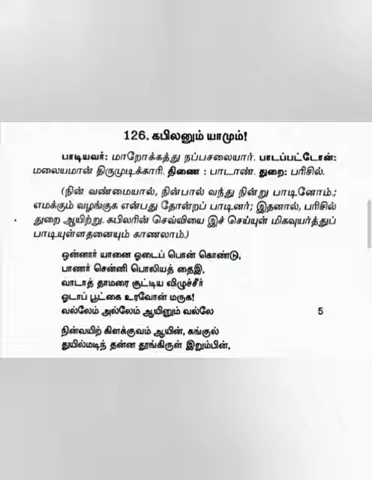 126. கபிலனும் யாமும்!
பாடியவர்: மாறோக்கத்து நப்பசலையார். பாடப்பட்டோன்:
மலையமான் திருமுடிக்காரி. திணை : பாடாண். துறை: பரிசில்.
(நின் வண்மையால், நின்பால் வந்து நின்று பாடினோம்.;
எமக்கும் வழங்குக என்பது தோன்றப் பாடினர்; இதனால், பரிசில்
துறை ஆயிற்று. கபிலரின் செவ்வியை இச் செய்யுள் மிகவுயர்த்துப்
பாடியுள்ளதனையும் காணலாம்.)
ஒன்னார் யானை ஓடைப் பொன் கொண்டு,
பாணர் சென்னி பொலியத் தைஇ,
வாடாத் தாமரை சூட்டிய விழுச்சீர்
ஓடாப் பூட்கை உரவோன் மருக!
வல்லேம் அல்லேம் ஆயினும் வல்லே 5
நின்வயிற் கிளக்குவம் ஆயின், கங்குல்
துயில்மடிந் தன்ன தூங்கிருள் இறும்பின்,